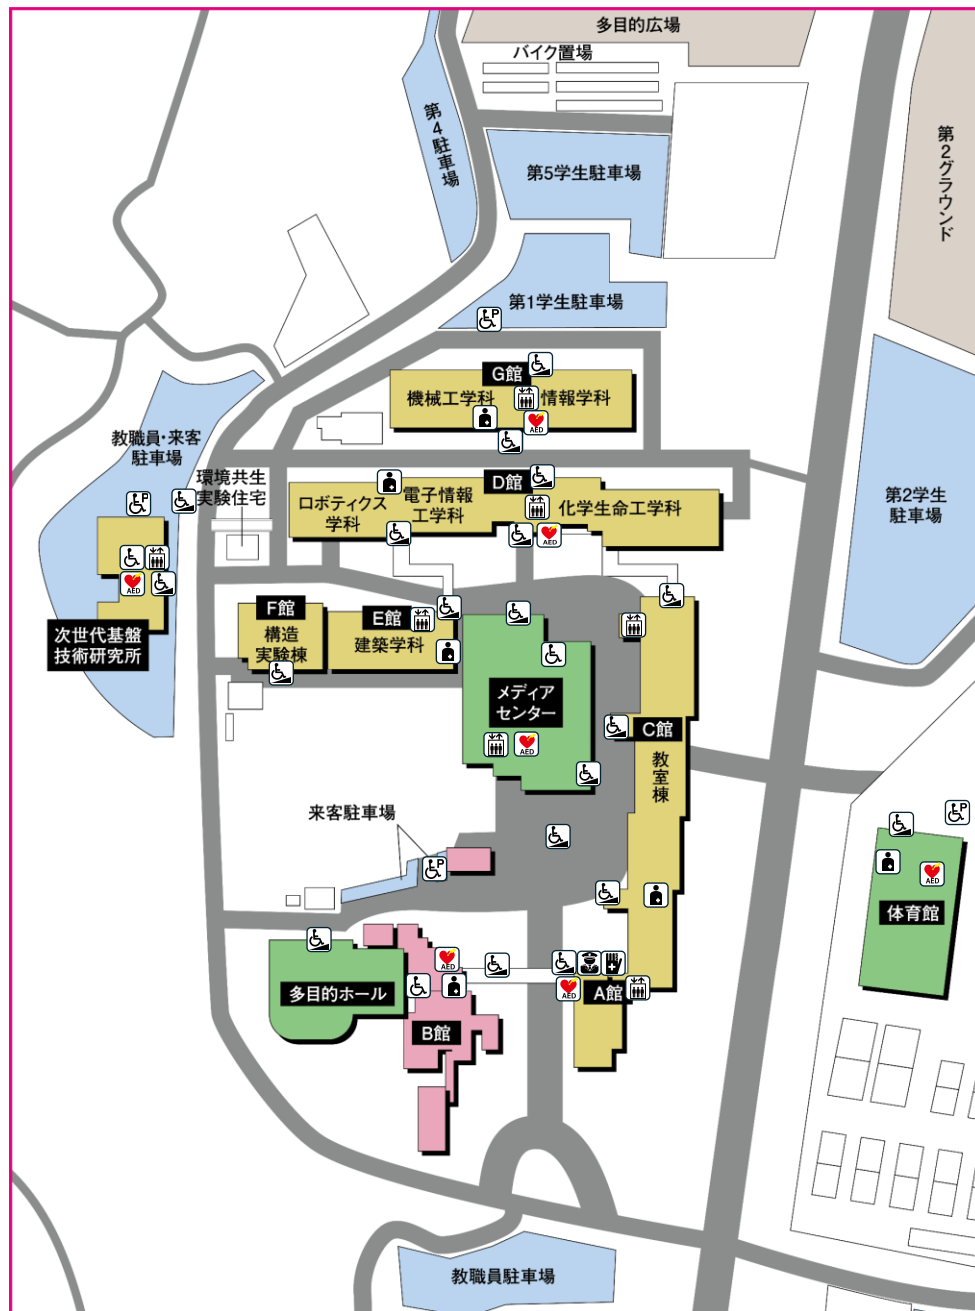 多目的広場
バイク置場
第4駐車場
第5学生駐車場
第2グラウンド
第1学生駐車場
P
G館
機械工学科
情報学科
AED
教職員・来客
駐車場
環境共生
実験住宅
P
D館
ロボティクス
学科
電子情報
工学科
化学生命工学科
AED
第2学生
駐車場
AED
次世代基盤
技術研究所
F館
構造
実験棟
E館
建築学科
メディア
センター
AED
C館
教室棟
来客駐車場
P
P
AED
体育館
多目的ホール
AED
B館
AED
A館
教職員駐車場